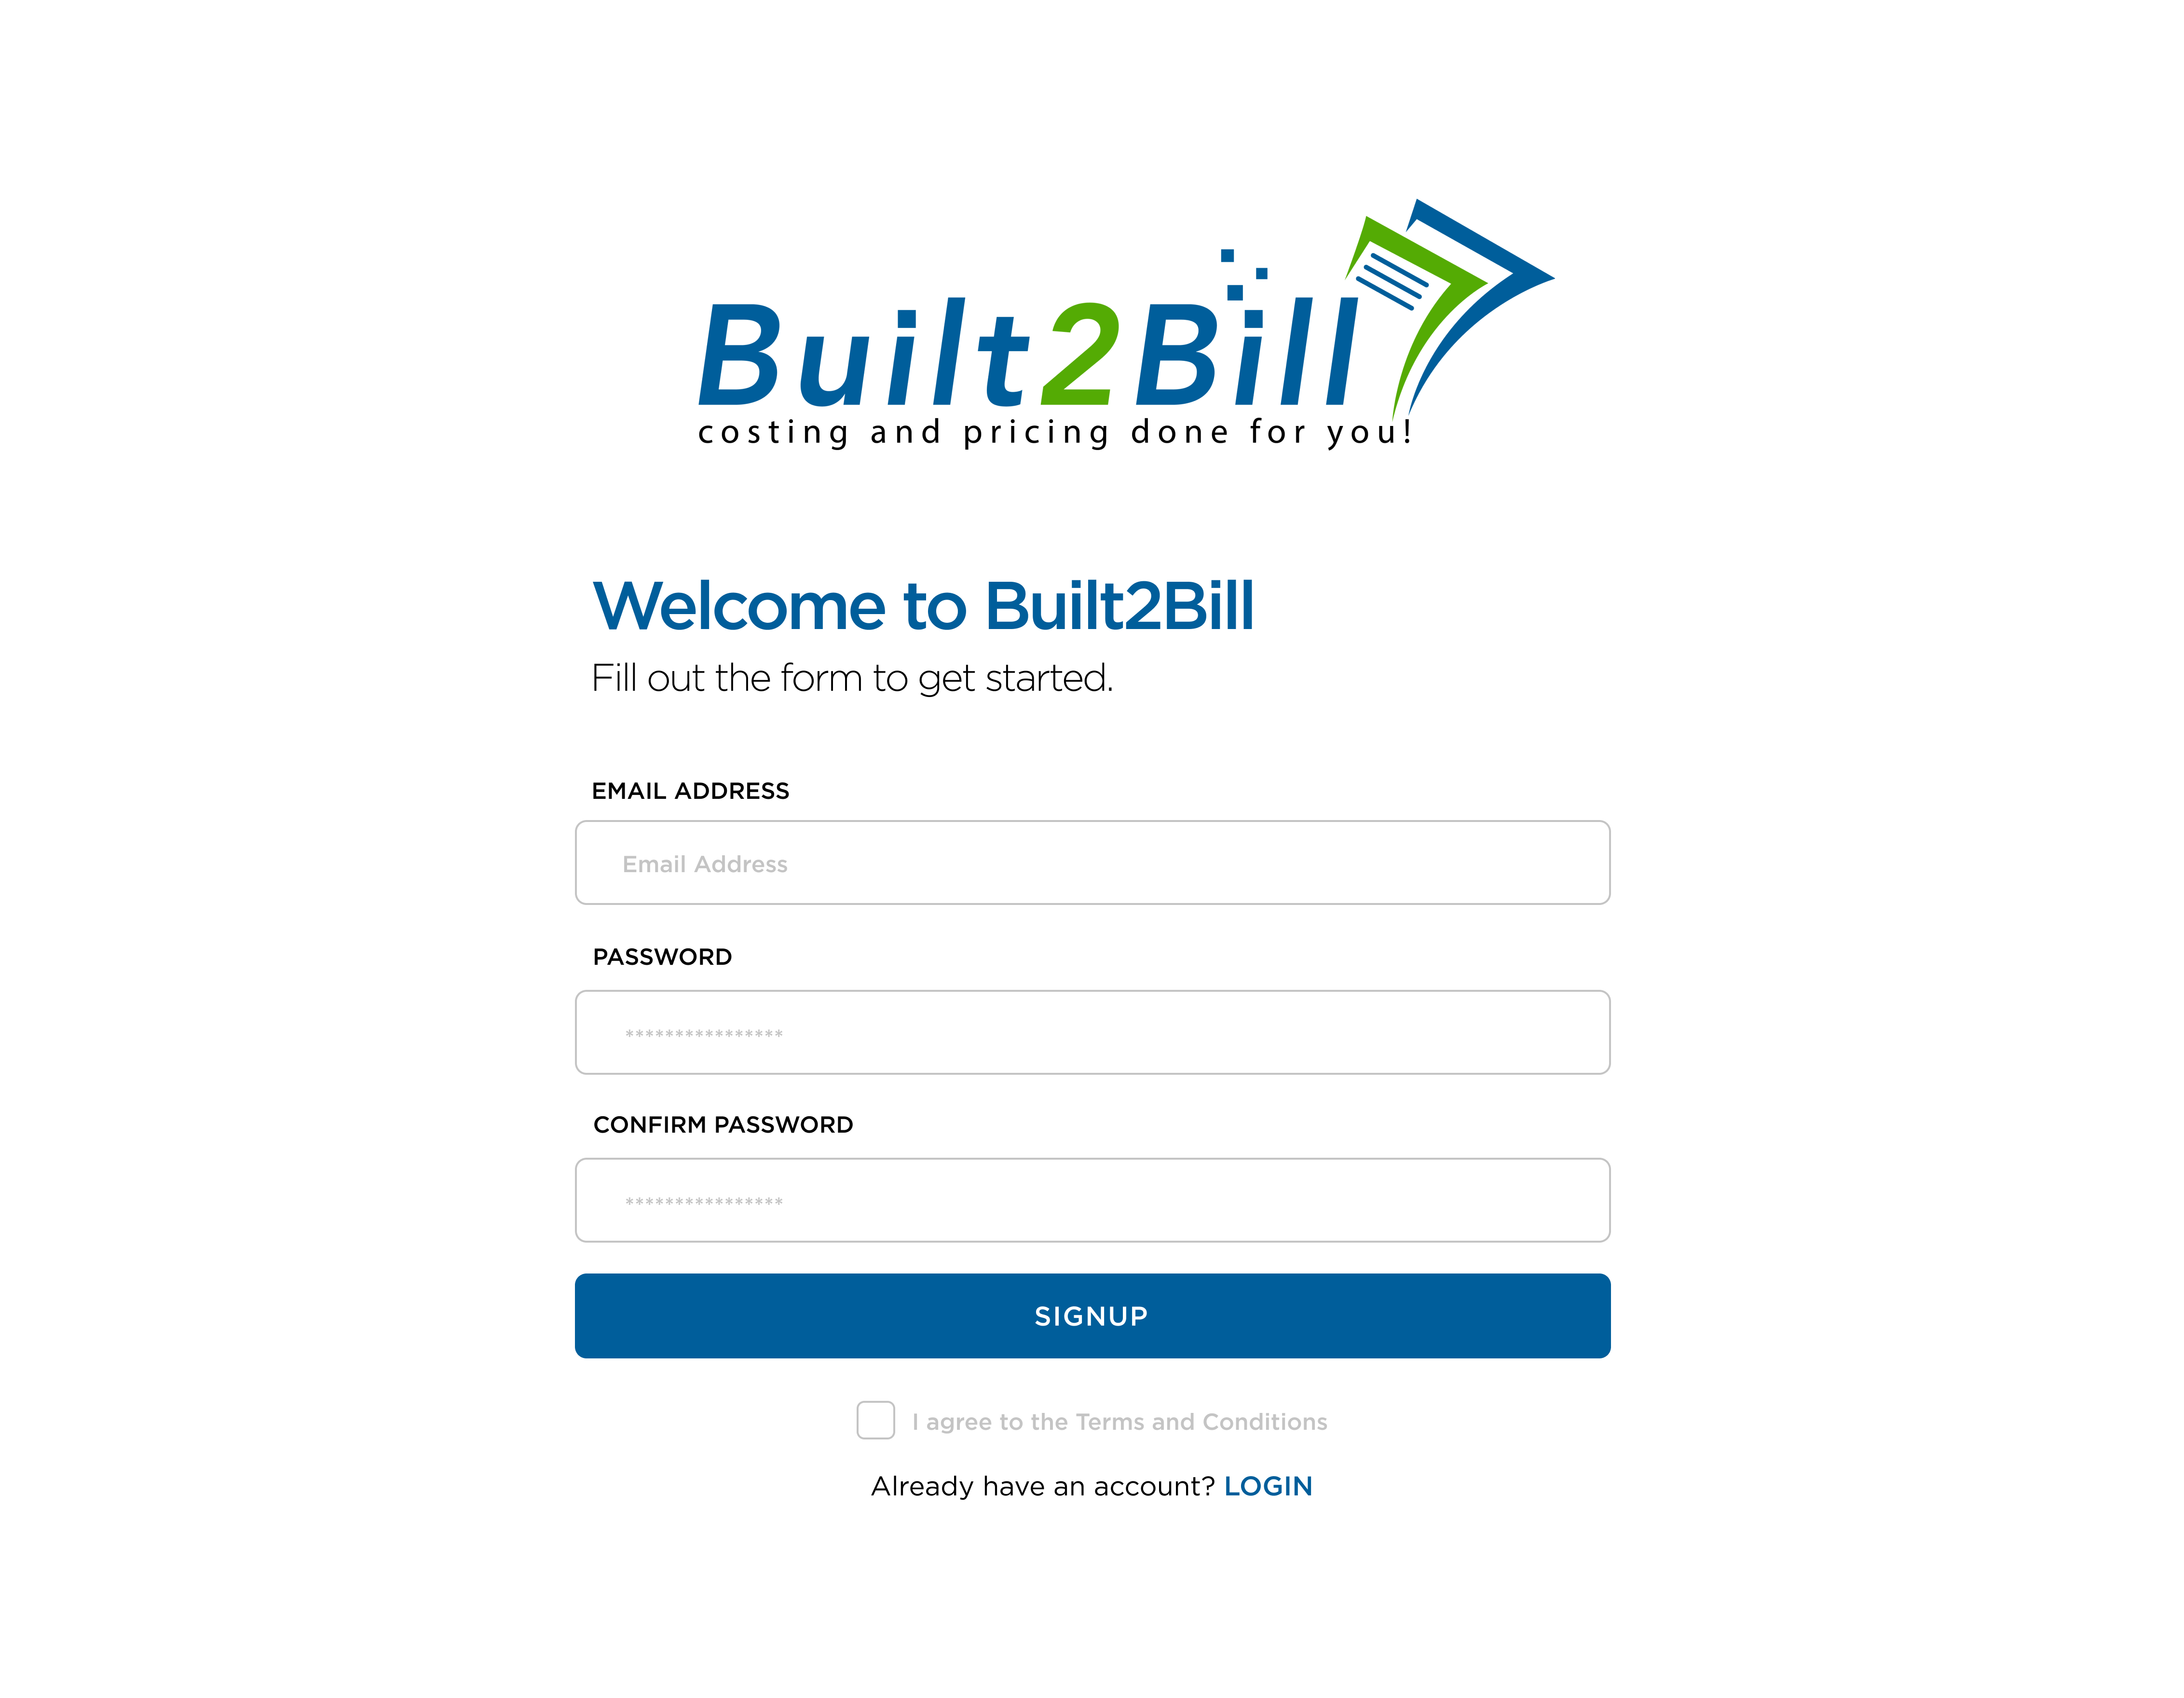 Built2Bill
costing and pricing done for you!
Welcome to Built2Bill
Fill out the form to get started.
EMAIL ADDRESS
Email Address
PASSWORD
****************
CONFIRM PASSWORD
****************
SIGNUP
I agree to the Terms and Conditions
Already have an account? LOGIN